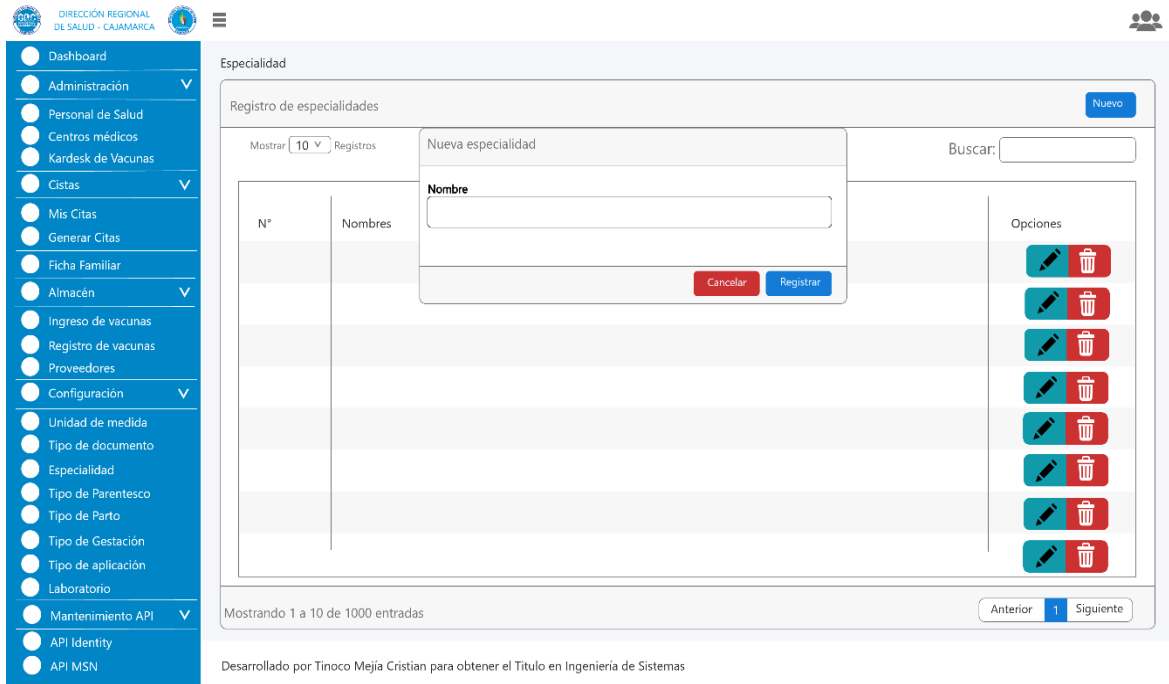 DIRECCIÓN REGIONAL
DE SALUD - CAJAMARCA
Dashboard
Administración
Personal de Salud
Centros médicos
Kardesk de Vacunas
Cistas
Mis Citas
Generar Citas
Ficha Familiar
Almacén
Ingreso de vacunas
Registro de vacunas
Proveedores
Configuración
Unidad de medida
Tipo de documento
Especialidad
Tipo de Parentesco
Tipo de Parto
Tipo de Gestación
Tipo de aplicación
Laboratorio
Mantenimiento API
API Identity
API MSN
Especialidad
Registro de especialidades
Nuevo
Mostrar 10 Registros
Buscar:
Nueva especialidad
Nombre
Cancelar Registrar
N° Nombres Opciones
Mostrando 1 a 10 de 1000 entradas
Anterior 1 Siguiente
Desarrollado por Tinoco Mejía Cristian para obtener el Titulo en Ingeniería de Sistemas